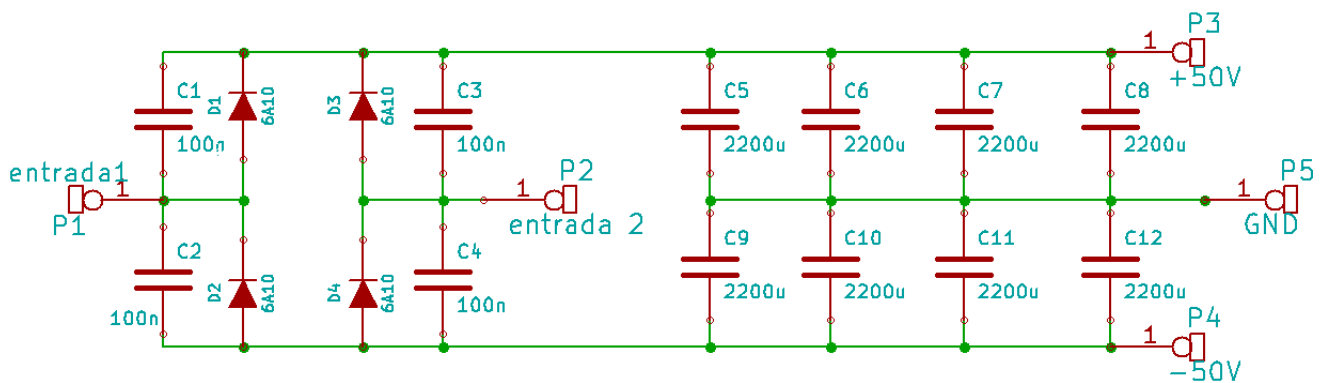 P3
1
+50V
C1
100n
D1
6A10
D3
6A10
C3
100n
C5
2200u
C6
2200u
C7
2200u
C8
2200u
entrada1
1
P1
P2
1
entrada 2
P5
1
GND
C2
100n
D2
6A10
D4
6A10
C4
100n
C9
2200u
C10
2200u
C11
2200u
C12
2200u
P4
1
-50V